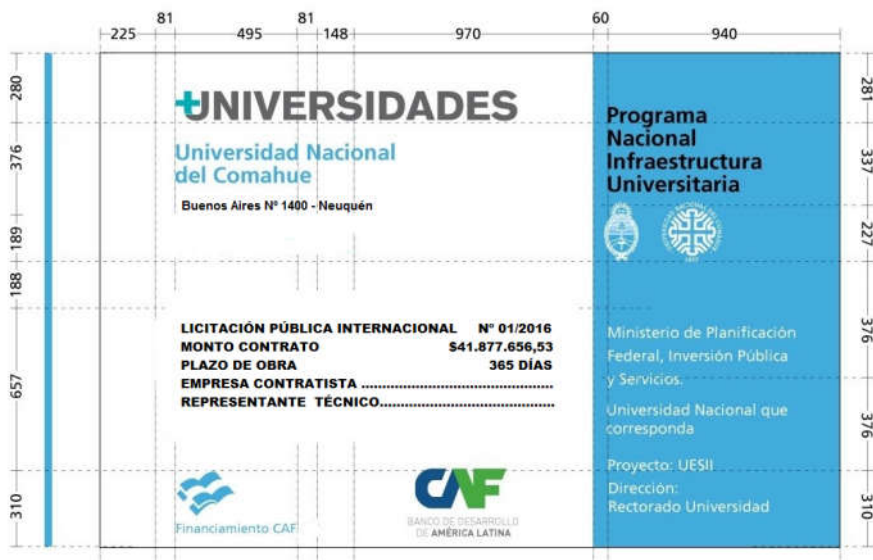 81 81 60
225 495 148 970 940
280
376
189
188
657
310
+UNIVERSIDADES
Universidad Nacional
del Comahue
Buenos Aires Nº 1400 - Neuquén
LICITACIÓN PÚBLICA INTERNACIONAL Nº 01/2016
MONTO CONTRATO $41.877.656,53
PLAZO DE OBRA 365 DÍAS
EMPRESA CONTRATISTA ................................................
REPRESENTANTE TÉCNICO............................................
Financiamiento CAF
CAF
BANCO DE DESARROLLO
DE AMÉRICA LATINA
Programa
Nacional
Infraestructura
Universitaria
Ministerio de Planificación
Federal, Inversión Pública
y Servicios.
Universidad Nacional que
corresponda
Proyecto: UESII
Dirección:
Rectorado Universidad
281
337
227
376
376
310